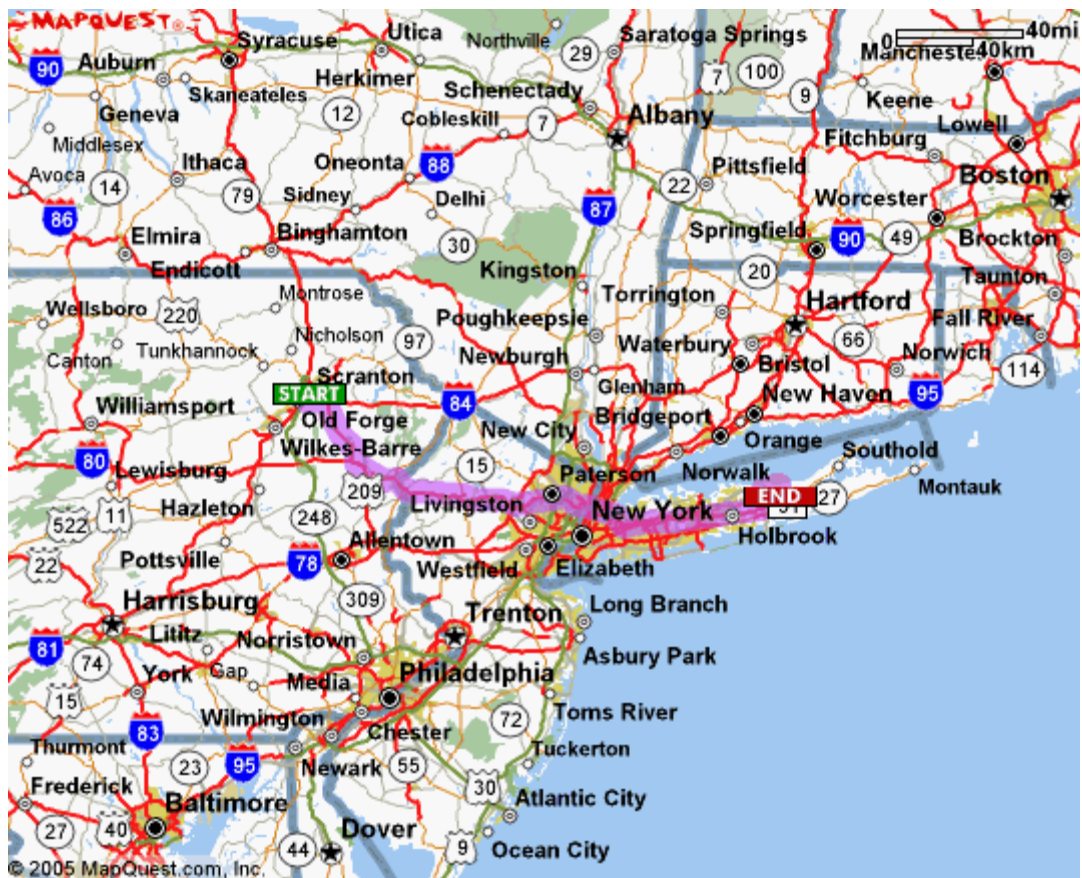 MAPQUEST
0 40mi
40km
Syracuse
Utica
Northville
29
Saratoga Springs
Manchester
90
Auburn
Herkimer
7
100
9
Keene
Skaneateles
Schenectady
Geneva
12
Cobleskill
7
Albany
Fitchburg
Lowell
Middlesex
Oneonta
88
Pittsfield
Boston
Avoca
14
Ithaca
79
Sidney
Delhi
22
Worcester
86
87
Springfield
90
49
Brockton
Elmira
Binghamton
30
Endicott
Kingston
20
Taunton
Wellsboro
220
Montrose
Torrington
Hartford
Nicholson
97
Poughkeepsie
66
Fall River
Canton
Tunkhannock
Newburgh
Waterbury
Bristol
Norwich
114
Scranton
START
84
Glenham
New Haven
95
Williamsport
Old Forge
Bridgeport
Wilkes-Barre
New City
Orange
Southold
80
Lewisburg
15
Paterson
Norwalk
Montauk
209
Livingston
END
27
31
522
11
Hazleton
248
New York
Holbrook
22
Pottsville
78
Allentown
Westfield
Elizabeth
Harrisburg
309
Trenton
Long Branch
81
Lititz
Norristown
Asbury Park
74
York
Gap
Media
Philadelphia
15
Wilmington
Toms River
83
Chester
72
Thurmont
23
95
Newark
55
Tuckerton
Frederick
30
Atlantic City
27
40
Baltimore
44
Dover
9
Ocean City
© 2005 MapQuest.com, Inc.